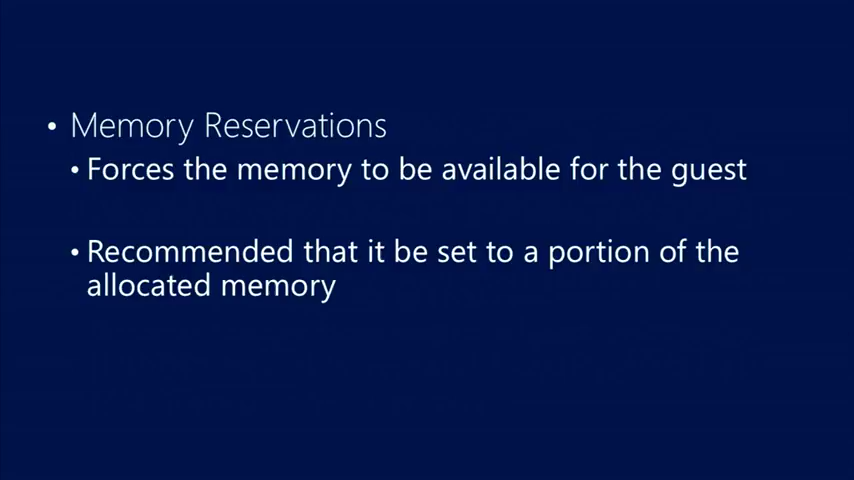 • Memory Reservations
• Forces the memory to be available for the guest
• Recommended that it be set to a portion of the
allocated memory